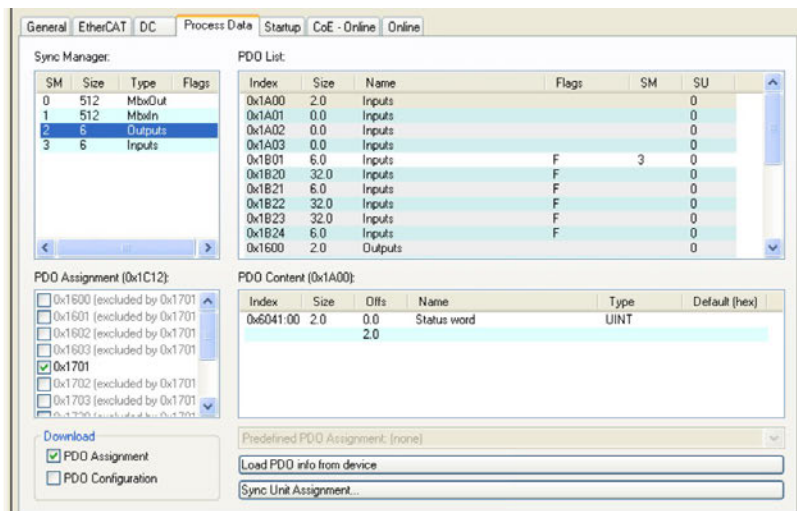 General EtherCAT DC Process Data Startup CoE - Online Online
Sync Manager:
SM Size Type Flags
0 512 MbxOut
1 512 MbxIn
2 6 Outputs
3 6 Inputs
PDO List:
Index Size Name Flags SM SU
0x1A00 2.0 Inputs 0
0x1A01 0.0 Inputs 0
0x1A02 0.0 Inputs 0
0x1A03 0.0 Inputs 0
0x1B01 6.0 Inputs F 3 0
0x1B20 32.0 Inputs F 0
0x1B21 6.0 Inputs F 0
0x1B22 32.0 Inputs F 0
0x1B23 32.0 Inputs F 0
0x1B24 6.0 Inputs F 0
0x1600 2.0 Outputs 0
PDO Assignment (0x1C12):
0x1600 (excluded by 0x1701
0x1601 (excluded by 0x1701
0x1602 (excluded by 0x1701
0x1603 (excluded by 0x1701
0x1701
0x1702 (excluded by 0x1701
0x1703 (excluded by 0x1701
PDO Content (0x1A00):
Index Size Offs Name Type Default (hex)
0x6041:00 2.0 0.0 Status word UINT
2.0
Download
PDO Assignment
PDO Configuration
Predefined PDO Assignment: (none)
Load PDO info from device
Sync Unit Assignment...